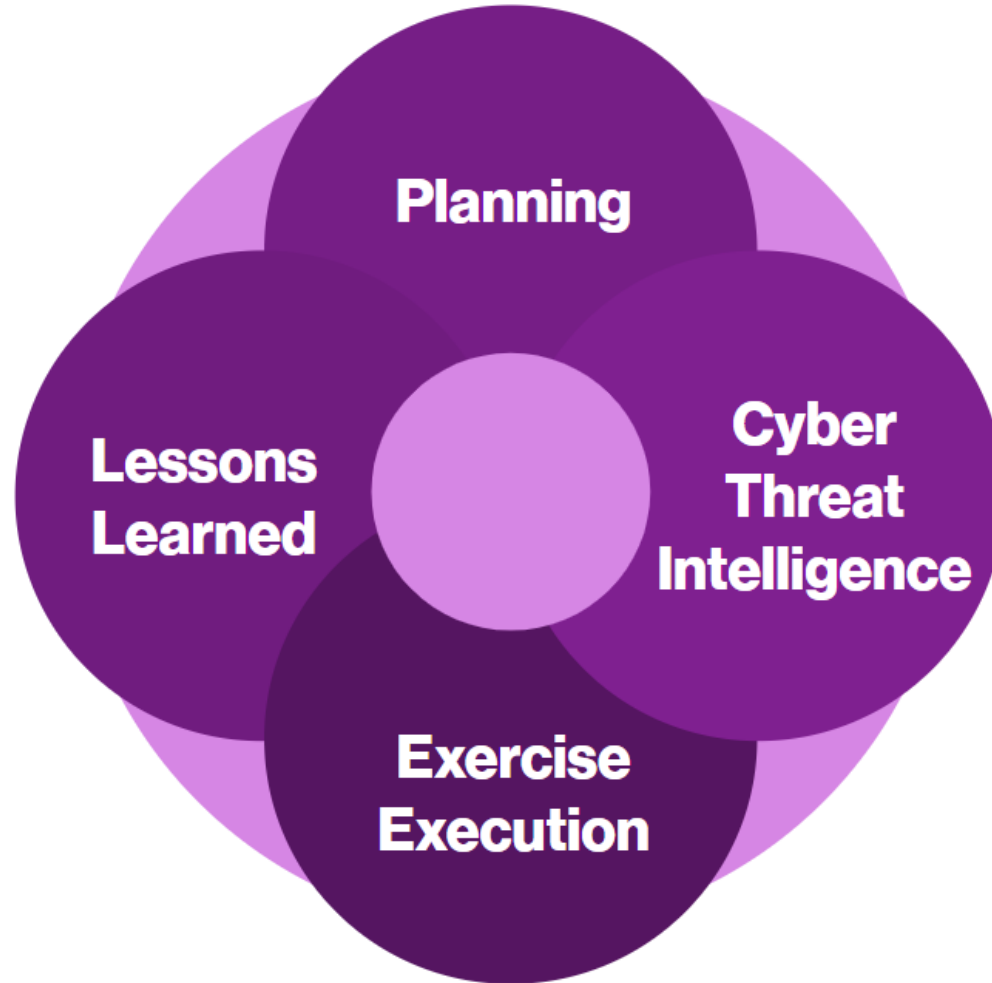 Planning
Cyber
Threat
Intelligence
Exercise
Execution
Lessons
Learned